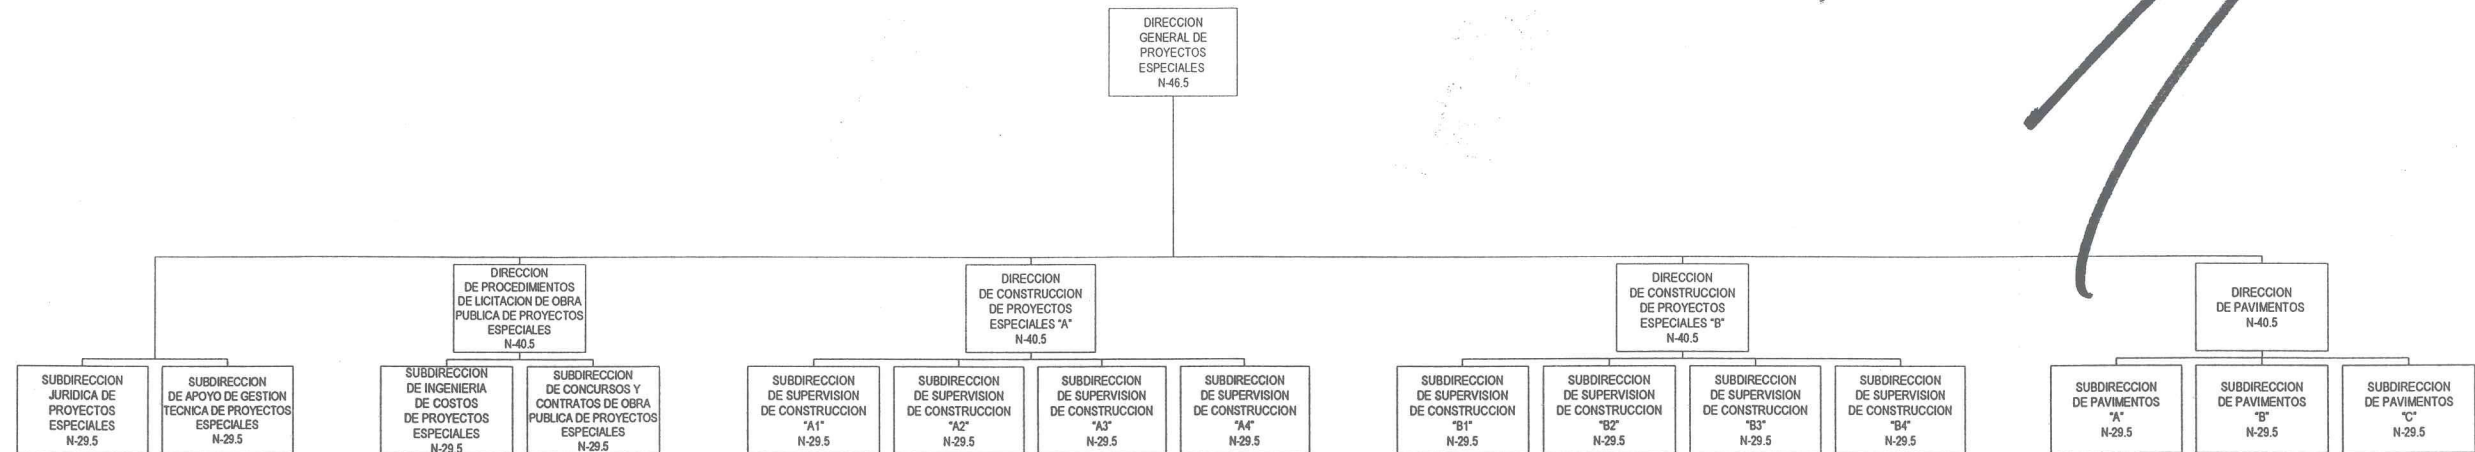 DIRECCION
GENERAL DE
PROYECTOS
ESPECIALES
N-46.5
DIRECCION
DE PROCEDIMIENTOS
DE LICITACION DE OBRA
PUBLICA DE PROYECTOS
ESPECIALES
N-40.5
DIRECCION
DE CONSTRUCCION
DE PROYECTOS
ESPECIALES "A"
N-40.5
DIRECCION
DE CONSTRUCCION
DE PROYECTOS
ESPECIALES "B"
N-40.5
DIRECCION
DE PAVIMENTOS
N-40.5
SUBDIRECCION
JURIDICA DE
PROYECTOS
ESPECIALES
N-29.5
SUBDIRECCION
DE APOYO DE GESTION
TECNICA DE PROYECTOS
ESPECIALES
N-29.5
SUBDIRECCION
DE INGENIERIA
DE COSTOS
DE PROYECTOS
ESPECIALES
N-29.5
SUBDIRECCION
DE CONCURSOS Y
CONTRATOS DE OBRA
PUBLICA DE PROYECTOS
ESPECIALES
N-29.5
SUBDIRECCION
DE SUPERVISION
DE CONSTRUCCION
"A1"
N-29.5
SUBDIRECCION
DE SUPERVISION
DE CONSTRUCCION
"A2"
N-29.5
SUBDIRECCION
DE SUPERVISION
DE CONSTRUCCION
"A3"
N-29.5
SUBDIRECCION
DE SUPERVISION
DE CONSTRUCCION
"A4"
N-29.5
SUBDIRECCION
DE SUPERVISION
DE CONSTRUCCION
"B1"
N-29.5
SUBDIRECCION
DE SUPERVISION
DE CONSTRUCCION
"B2"
N-29.5
SUBDIRECCION
DE SUPERVISION
DE CONSTRUCCION
"B3"
N-29.5
SUBDIRECCION
DE SUPERVISION
DE CONSTRUCCION
"B4"
N-29.5
SUBDIRECCION
DE PAVIMENTOS
"A"
N-29.5
SUBDIRECCION
DE PAVIMENTOS
"B"
N-29.5
SUBDIRECCION
DE PAVIMENTOS
"C"
N-29.5